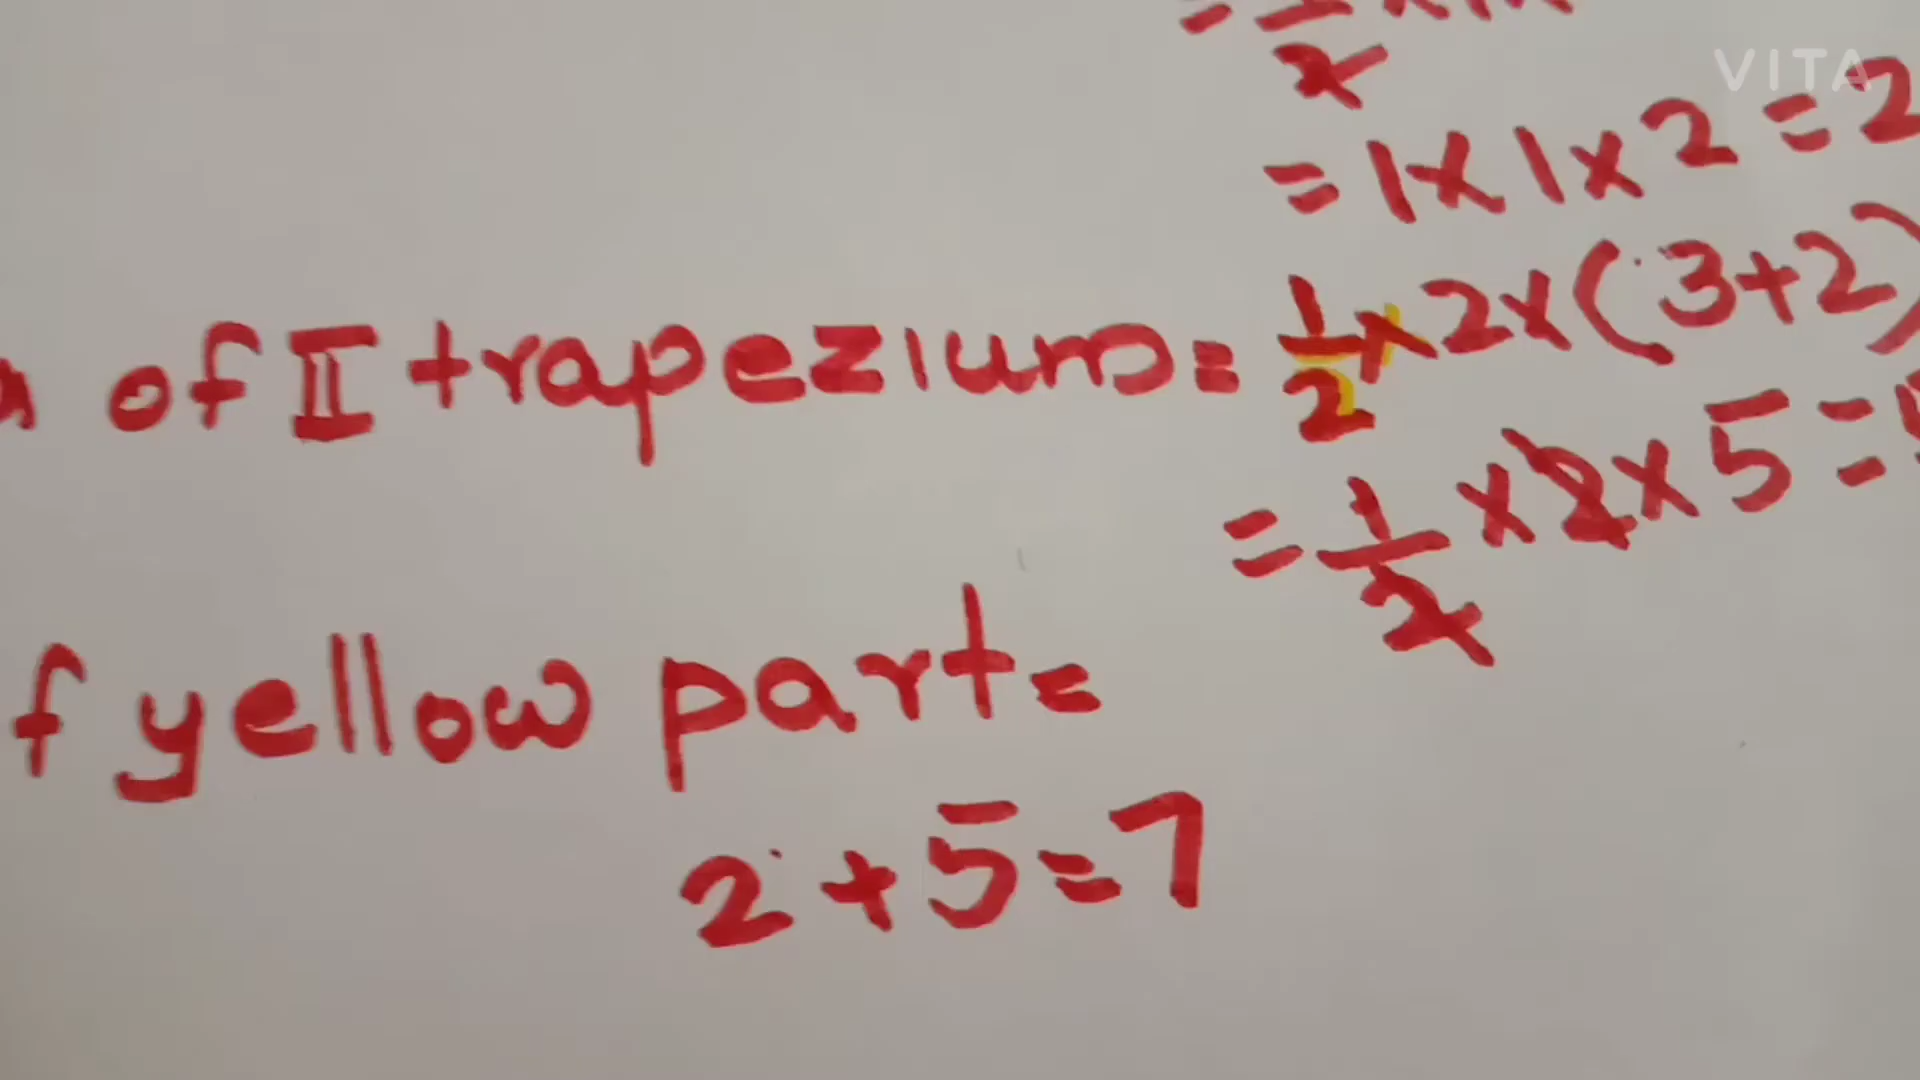 VITA
= 1 × 1 × 2 = 2
of II trapezium = 1/2 × 2 × (3+2)
= 1/2 × 2 × 5 =
f yellow part =
2 + 5 = 7